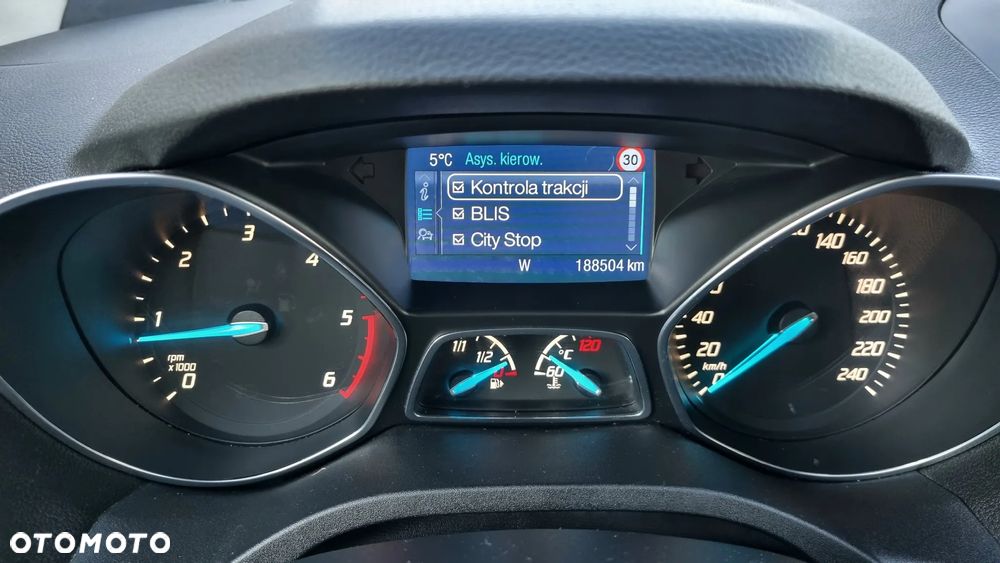 5°C Asys. kierow. 30
Kontrola trakcji
BLIS
City Stop
W 188504 km
0
1
2
3
4
5
6
rpm
x1000
1/1
1/2
0
°C
60
120
0
20
40
140
160
180
200
220
240
km/h
OTOMOTO